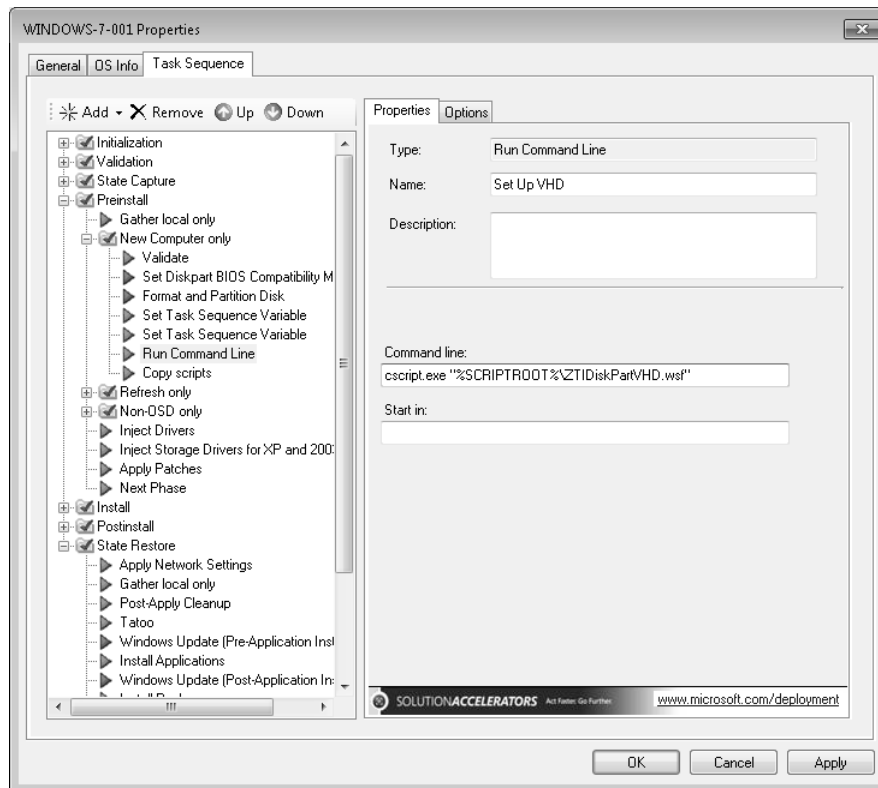 WINDOWS-7-001 Properties
General OS Info Task Sequence
Add Remove Up Down
Initialization
Validation
State Capture
Preinstall
Gather local only
New Computer only
Validate
Set Diskpart BIOS Compatibility M
Format and Partition Disk
Set Task Sequence Variable
Set Task Sequence Variable
Run Command Line
Copy scripts
Refresh only
Non-OSD only
Inject Drivers
Inject Storage Drivers for XP and 200
Apply Patches
Next Phase
Install
Postinstall
State Restore
Apply Network Settings
Gather local only
Post-Apply Cleanup
Tatoo
Windows Update (Pre-Application Inst
Install Applications
Windows Update (Post-Application In
Properties Options
Type: Run Command Line
Name: Set Up VHD
Description:
Command line:
cscript.exe "%SCRIPTROOT%\ZTIDiskPartVHD.wsf"
Start in:
SOLUTIONACCELERATORS Act Faster. Go Further. www.microsoft.com/deployment
OK Cancel Apply